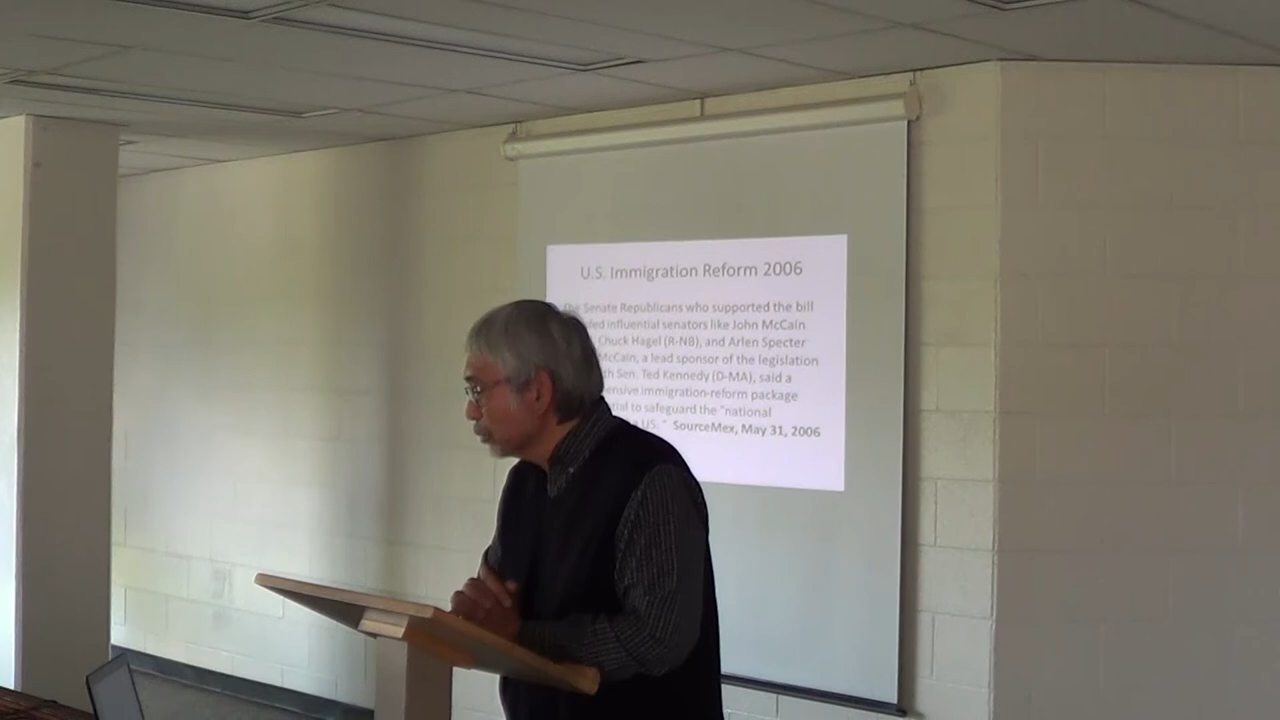 U.S. Immigration Reform 2006
The Senate Republicans who supported the bill
influential senators like John McCain
Chuck Hagel (R-NB), and Arlen Specter
McCain, a lead sponsor of the legislation
Sen. Ted Kennedy (D-MA), said a
immigration-reform package
to safeguard the "national
US." SourceMex, May 31, 2006